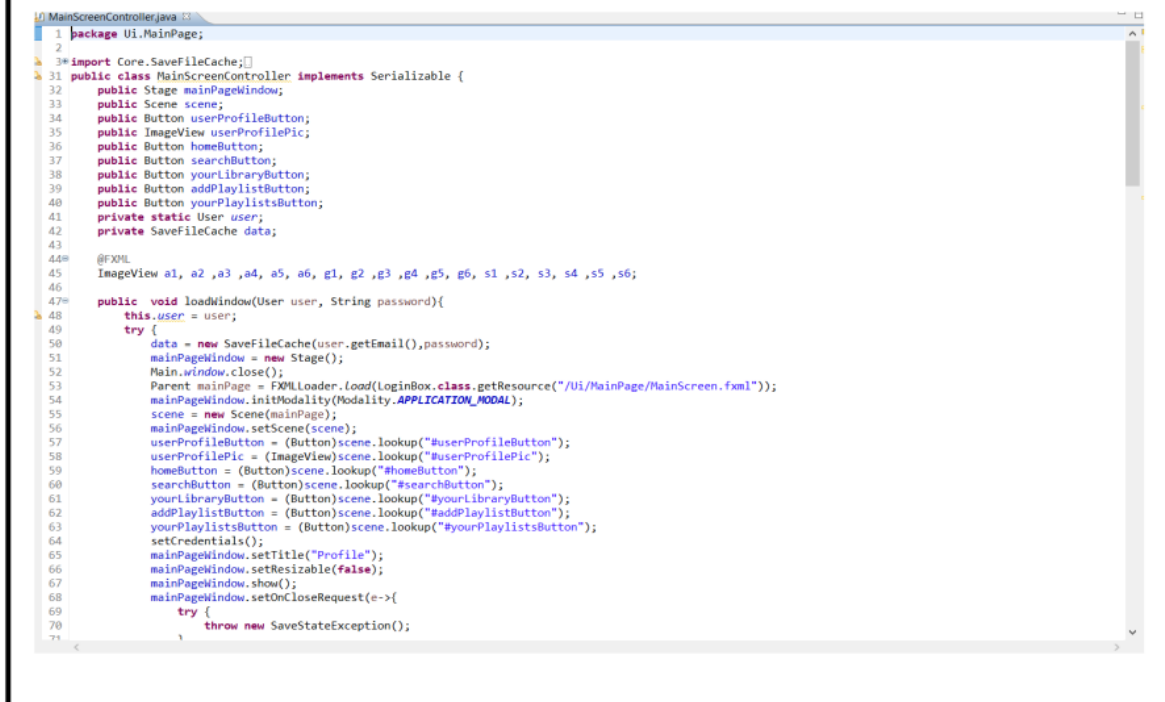 MainScreenController.java
1 package Ui.MainPage;
2
3 import Core.SaveFileCache;
31 public class MainScreenController implements Serializable {
32     public Stage mainPageWindow;
33     public Scene scene;
34     public Button userProfileButton;
35     public ImageView userProfilePic;
36     public Button homeButton;
37     public Button searchButton;
38     public Button yourLibraryButton;
39     public Button addPlaylistButton;
40     public Button yourPlaylistsButton;
41     private static User user;
42     private SaveFileCache data;
43
44     @FXML
45     ImageView a1, a2 ,a3 ,a4, a5, a6, g1, g2 ,g3 ,g4 ,g5, g6, s1 ,s2, s3, s4 ,s5 ,s6;
46
47     public  void loadWindow(User user, String password){
48         this.user = user;
49         try {
50             data = new SaveFileCache(user.getEmail(),password);
51             mainPageWindow = new Stage();
52             Main.window.close();
53             Parent mainPage = FXMLLoader.load(LoginBox.class.getResource("/Ui/MainPage/MainScreen.fxml"));
54             mainPageWindow.initModality(Modality.APPLICATION_MODAL);
55             scene = new Scene(mainPage);
56             mainPageWindow.setScene(scene);
57             userProfileButton = (Button)scene.lookup("#userProfileButton");
58             userProfilePic = (ImageView)scene.lookup("#userProfilePic");
59             homeButton = (Button)scene.lookup("#homeButton");
60             searchButton = (Button)scene.lookup("#searchButton");
61             yourLibraryButton = (Button)scene.lookup("#yourLibraryButton");
62             addPlaylistButton = (Button)scene.lookup("#addPlaylistButton");
63             yourPlaylistsButton = (Button)scene.lookup("#yourPlaylistsButton");
64             setCredentials();
65             mainPageWindow.setTitle("Profile");
66             mainPageWindow.setResizable(false);
67             mainPageWindow.show();
68             mainPageWindow.setOnCloseRequest(e->{
69                 try {
70                     throw new SaveStateException();
71                 }